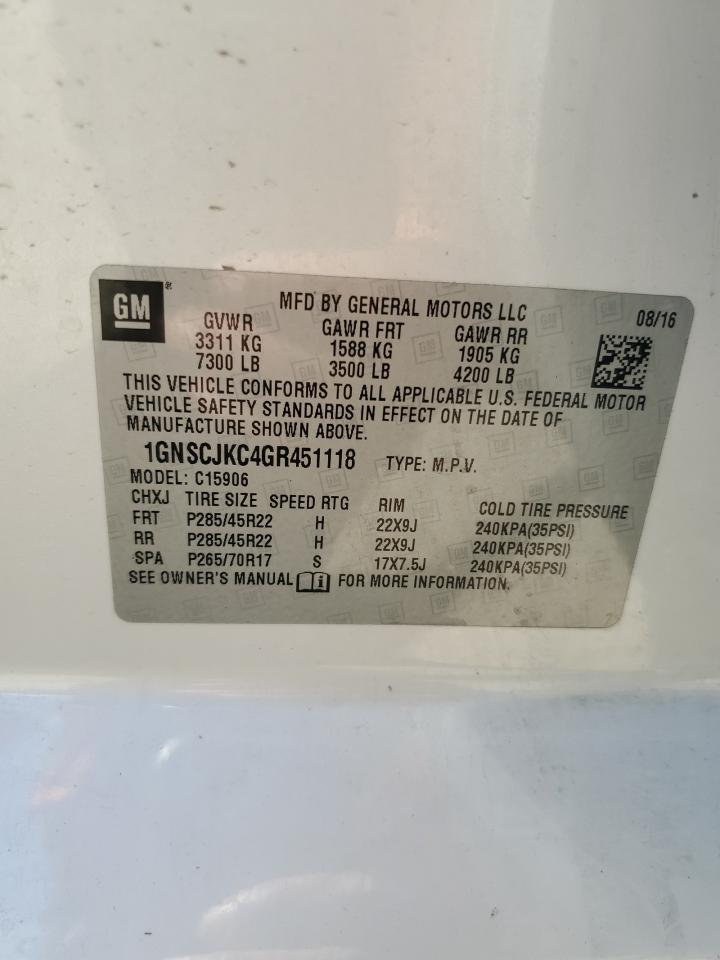 GM
MFD BY GENERAL MOTORS LLC
08/16
GVWR GAWR FRT GAWR RR
3311 KG 1588 KG 1905 KG
7300 LB 3500 LB 4200 LB
THIS VEHICLE CONFORMS TO ALL APPLICABLE U.S. FEDERAL MOTOR
VEHICLE SAFETY STANDARDS IN EFFECT ON THE DATE OF
MANUFACTURE SHOWN ABOVE.
1GNSCJKC4GR451118 TYPE: M.P.V.
MODEL: C15906
CHXJ TIRE SIZE SPEED RTG RIM COLD TIRE PRESSURE
FRT P285/45R22 H 22X9J 240KPA(35PSI)
RR P285/45R22 H 22X9J 240KPA(35PSI)
SPA P265/70R17 S 17X7.5J 240KPA(35PSI)
SEE OWNER'S MANUAL i FOR MORE INFORMATION.